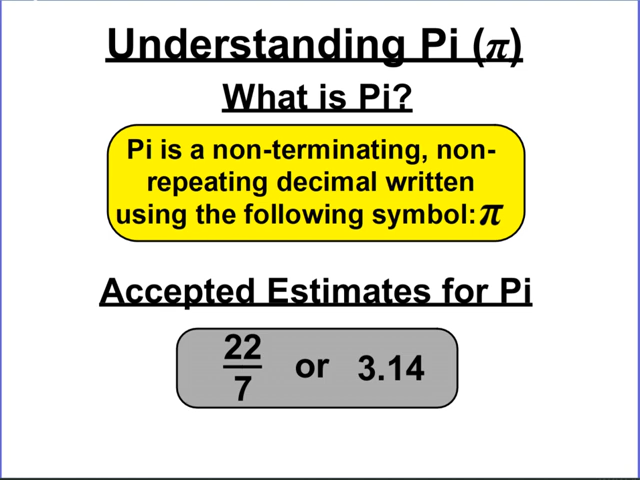 Understanding Pi (π)
What is Pi?
Pi is a non-terminating, non-
repeating decimal written
using the following symbol: π
Accepted Estimates for Pi
22/7 or 3.14